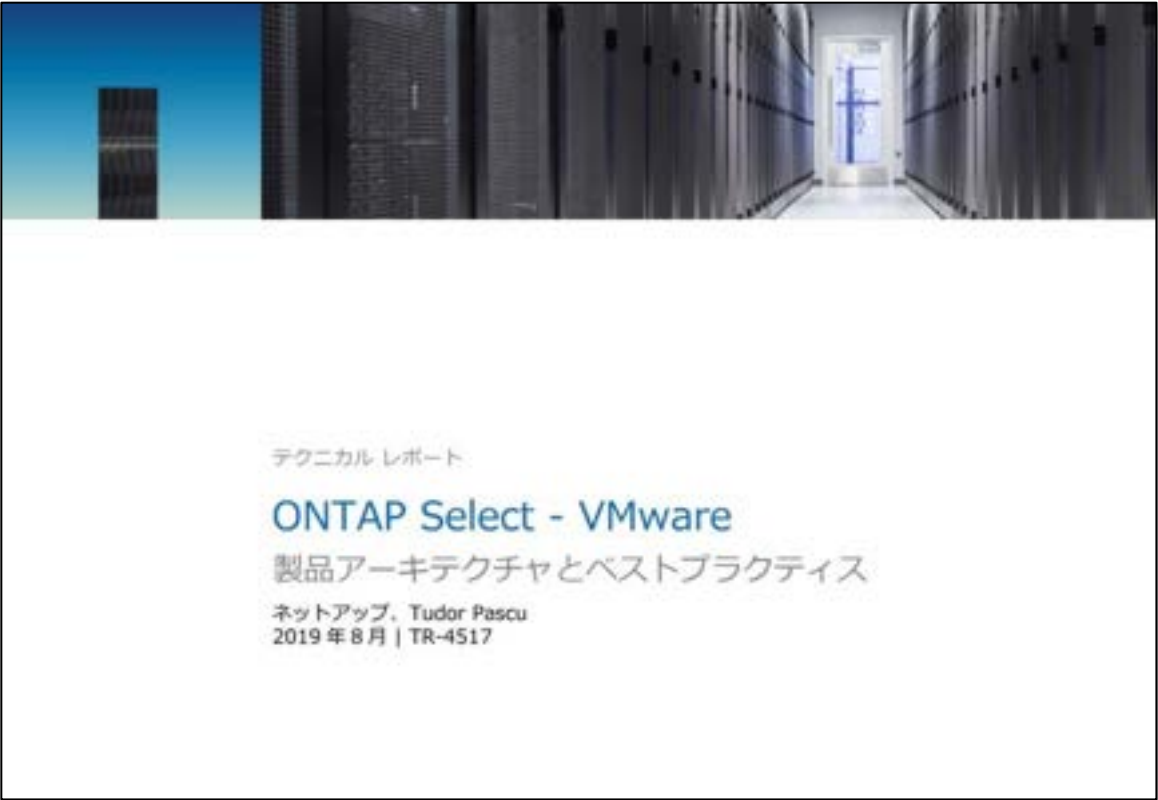 テクニカル レポート
ONTAP Select - VMware
製品アーキテクチャとベストプラクティス
ネットアップ、Tudor Pascu
2019 年 8 月 | TR-4517